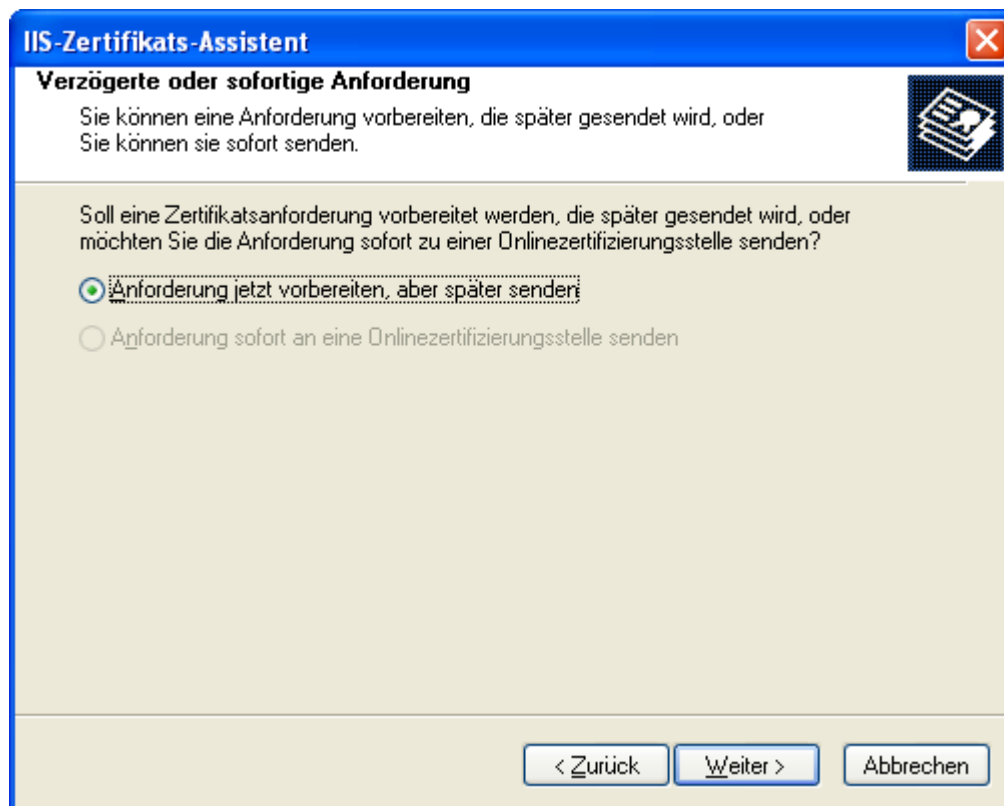 IIS-Zertifikats-Assistent
Verzögerte oder sofortige Anforderung
Sie können eine Anforderung vorbereiten, die später gesendet wird, oder
Sie können sie sofort senden.
Soll eine Zertifikatsanforderung vorbereitet werden, die später gesendet wird, oder
möchten Sie die Anforderung sofort zu einer Onlinezertifizierungsstelle senden?
Anforderung jetzt vorbereiten, aber später senden
Anforderung sofort an eine Onlinezertifizierungsstelle senden
< Zurück Weiter > Abbrechen